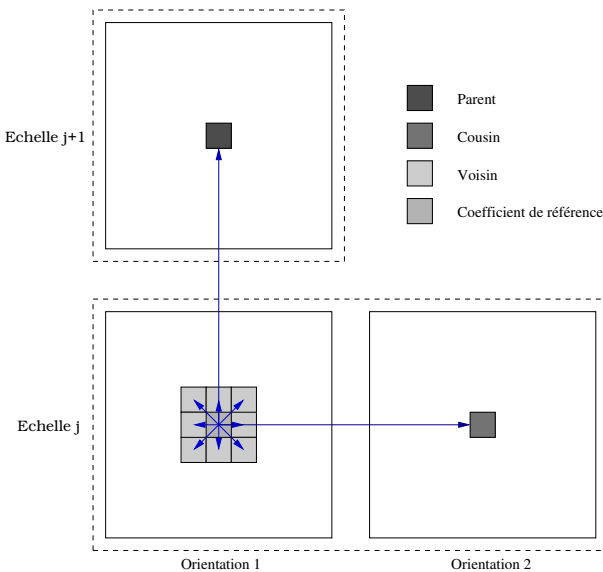 Parent
Echelle j+1
Cousin
Voisin
Coefficient de référence
Echelle j
Orientation 1
Orientation 2